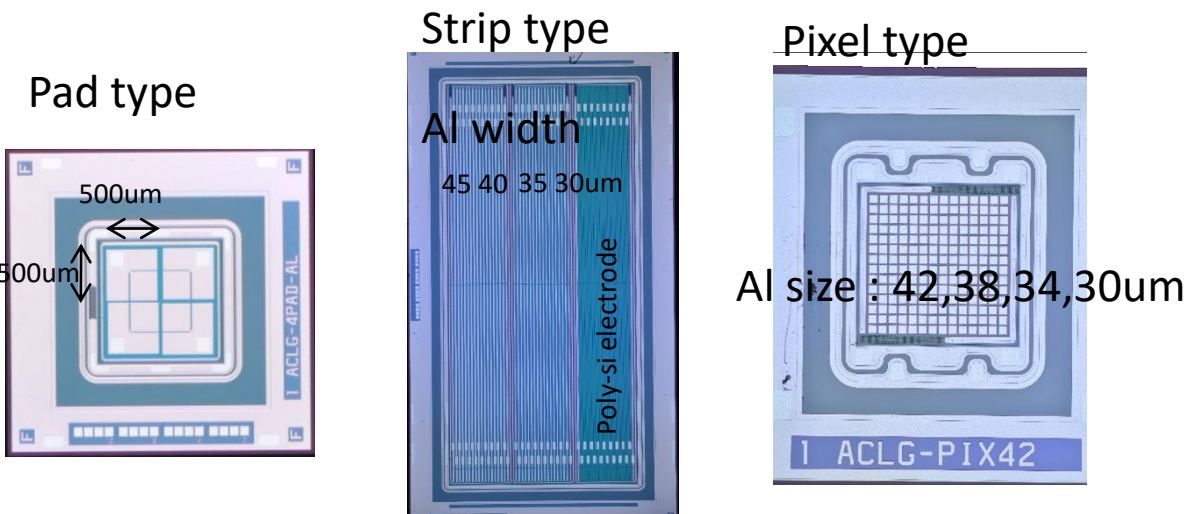 Pad type
500um
500um
F
F
F
F
1 ACLG-4PAD-AL
Strip type
Al width
45 40 35 30um
Poly-si electrode
Pixel type
Al size : 42,38,34,30um
1 ACLG-PIX42